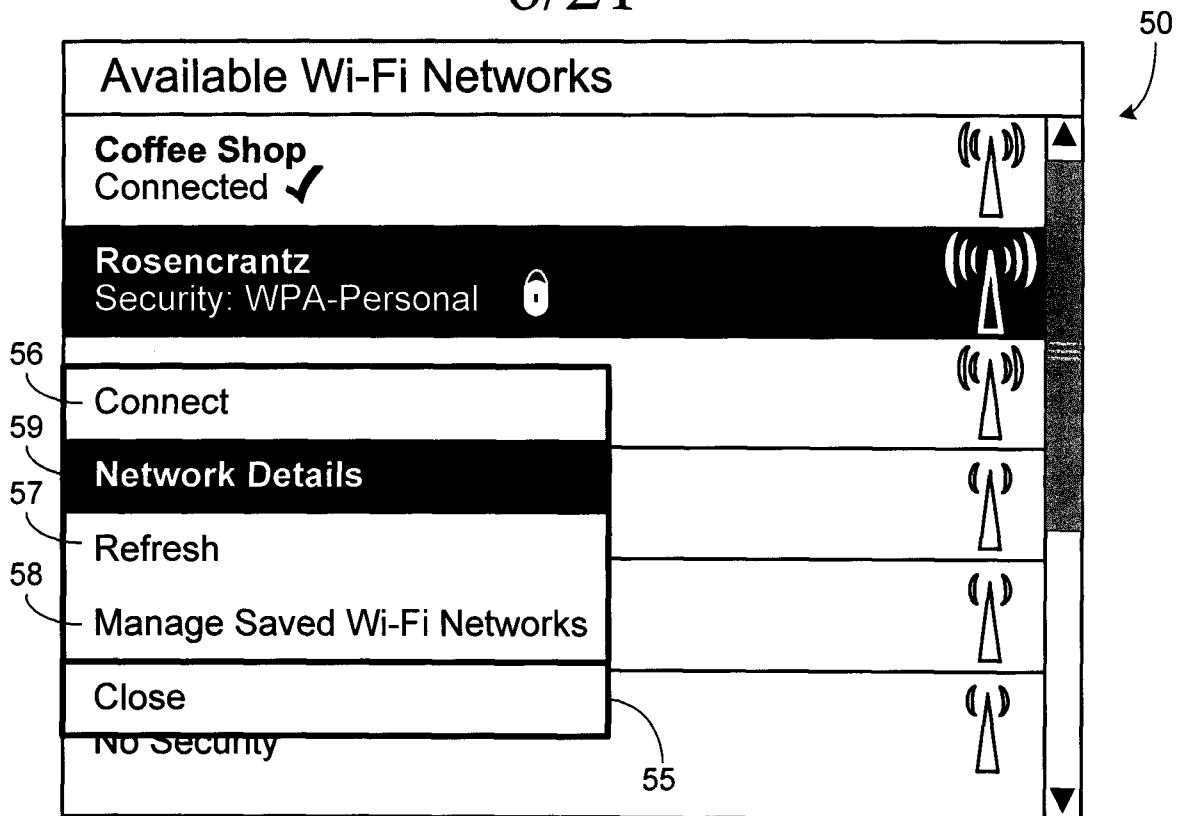 50
Available Wi-Fi Networks
Coffee Shop
Connected
Rosencrantz
Security: WPA-Personal
56
Connect
59
Network Details
57
Refresh
58
Manage Saved Wi-Fi Networks
Close
No Security
55